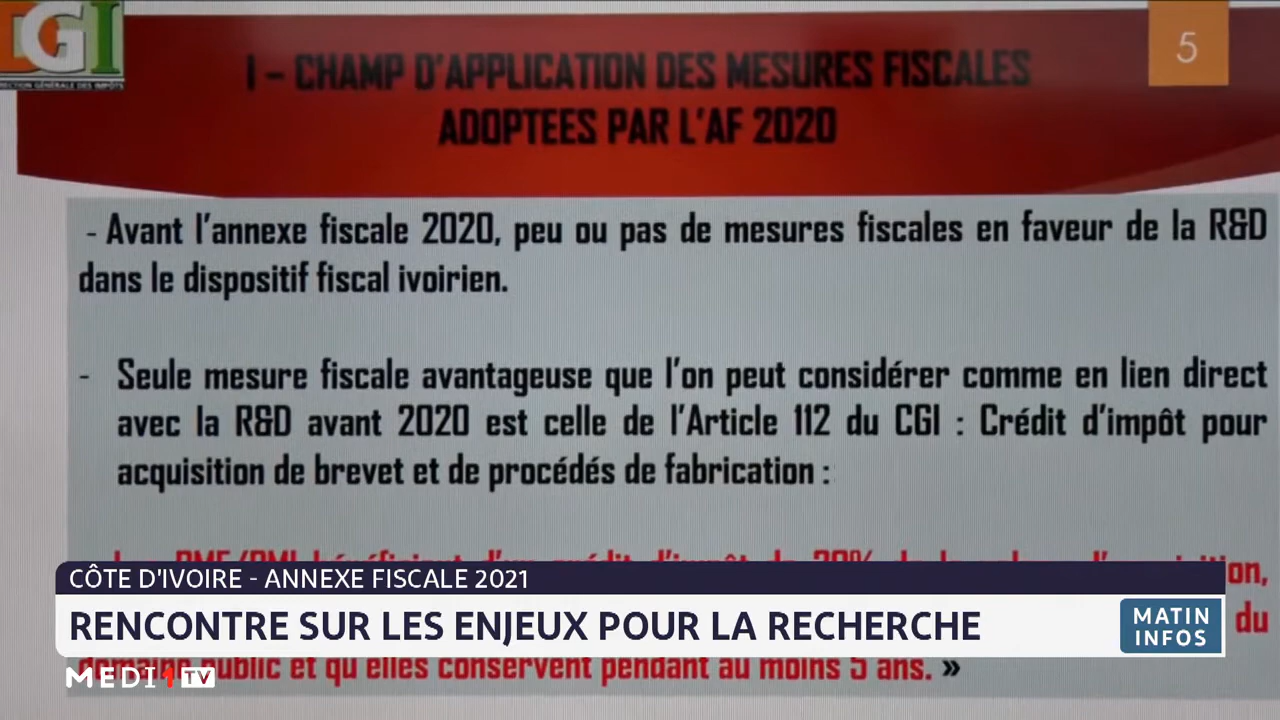 DGI
DIRECTION GÉNÉRALE DES IMPÔTS
5
I – CHAMP D'APPLICATION DES MESURES FISCALES
ADOPTEES PAR L'AF 2020
- Avant l'annexe fiscale 2020, peu ou pas de mesures fiscales en faveur de la R&D
dans le dispositif fiscal ivoirien.
- Seule mesure fiscale avantageuse que l'on peut considérer comme en lien direct
avec la R&D avant 2020 est celle de l'Article 112 du CGI : Crédit d'impôt pour
acquisition de brevet et de procédés de fabrication :
CÔTE D'IVOIRE - ANNEXE FISCALE 2021
RENCONTRE SUR LES ENJEUX POUR LA RECHERCHE
MATIN
INFOS
du
public et qu'elles conservent pendant au moins 5 ans. »
MEDI1 TV